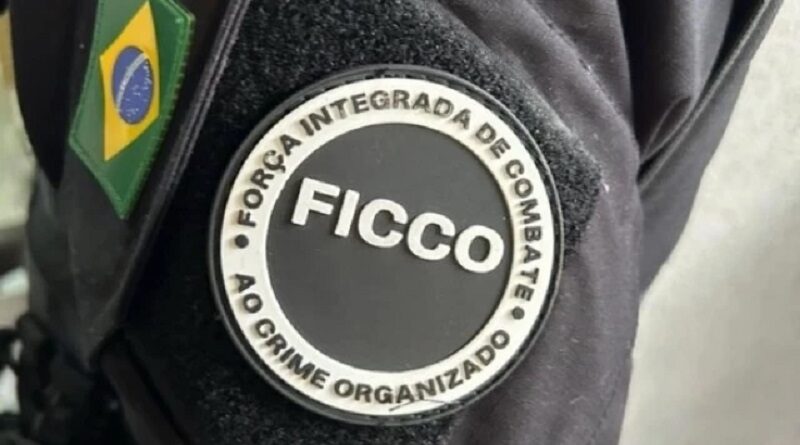 FORÇA INTEGRADA DE COMBATE
FICCO
AO CRIME ORGANIZADO